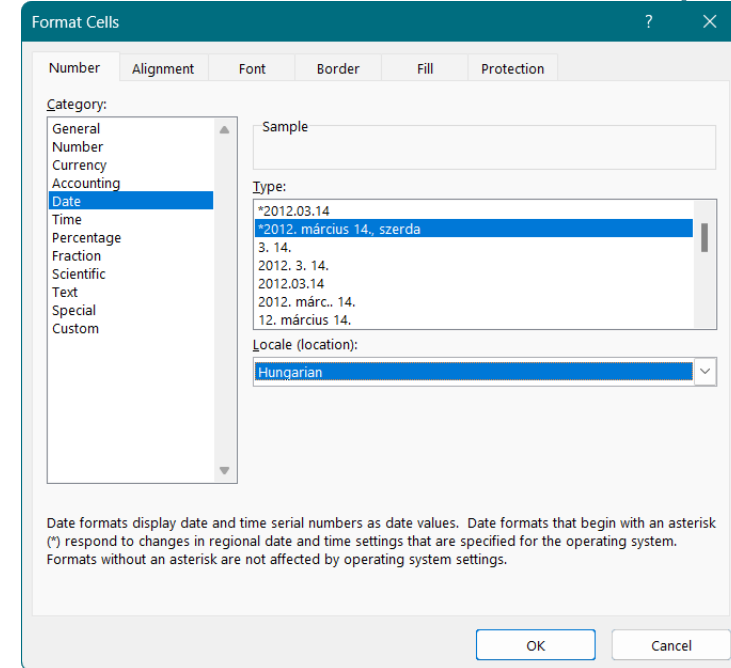 Format Cells ?
Number Alignment Font Border Fill Protection
Category:
General
Number
Currency
Accounting
Date
Time
Percentage
Fraction
Scientific
Text
Special
Custom
Sample
Type:
*2012.03.14
*2012. március 14., szerda
3. 14.
2012. 3. 14.
2012.03.14
2012. márc.. 14.
12. március 14.
Locale (location):
Hungarian
Date formats display date and time serial numbers as date values. Date formats that begin with an asterisk
(*) respond to changes in regional date and time settings that are specified for the operating system.
Formats without an asterisk are not affected by operating system settings.
OK Cancel